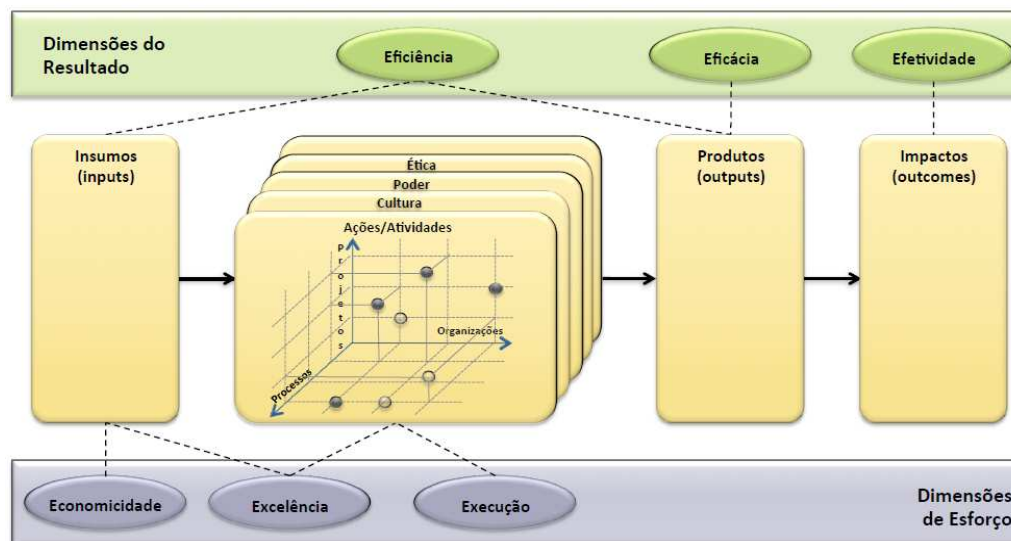 Dimensões do
Resultado
Eficiência
Eficácia
Efetividade
Insumos
(inputs)
Ética
Poder
Cultura
Ações/Atividades
Projetos
Organizações
Processos
Produtos
(outputs)
Impactos
(outcomes)
Economicidade
Excelência
Execução
Dimensões
de Esforço